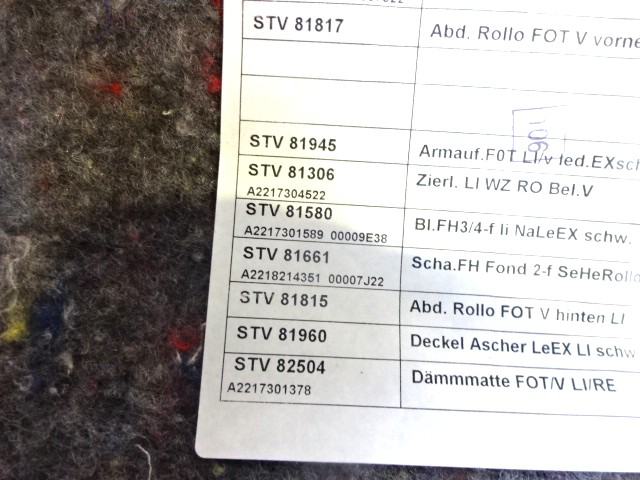 STV 81817 Abd. Rollo FOT V vorne
1106
STV 81945 Armauf.F0T LI/v led.EXsch
STV 81306 Zierl. LI WZ RO Bel.V
A2217304522
STV 81580 Bl.FH3/4-f li NaLeEX schw.
A2217301589 00009E38
STV 81661 Scha.FH Fond 2-f SeHeRollo
A2218214351 00007J22
STV 81815 Abd. Rollo FOT V hinten LI
STV 81960 Deckel Ascher LeEX LI schw
STV 82504 Dämmmatte FOT/V LI/RE
A2217301378